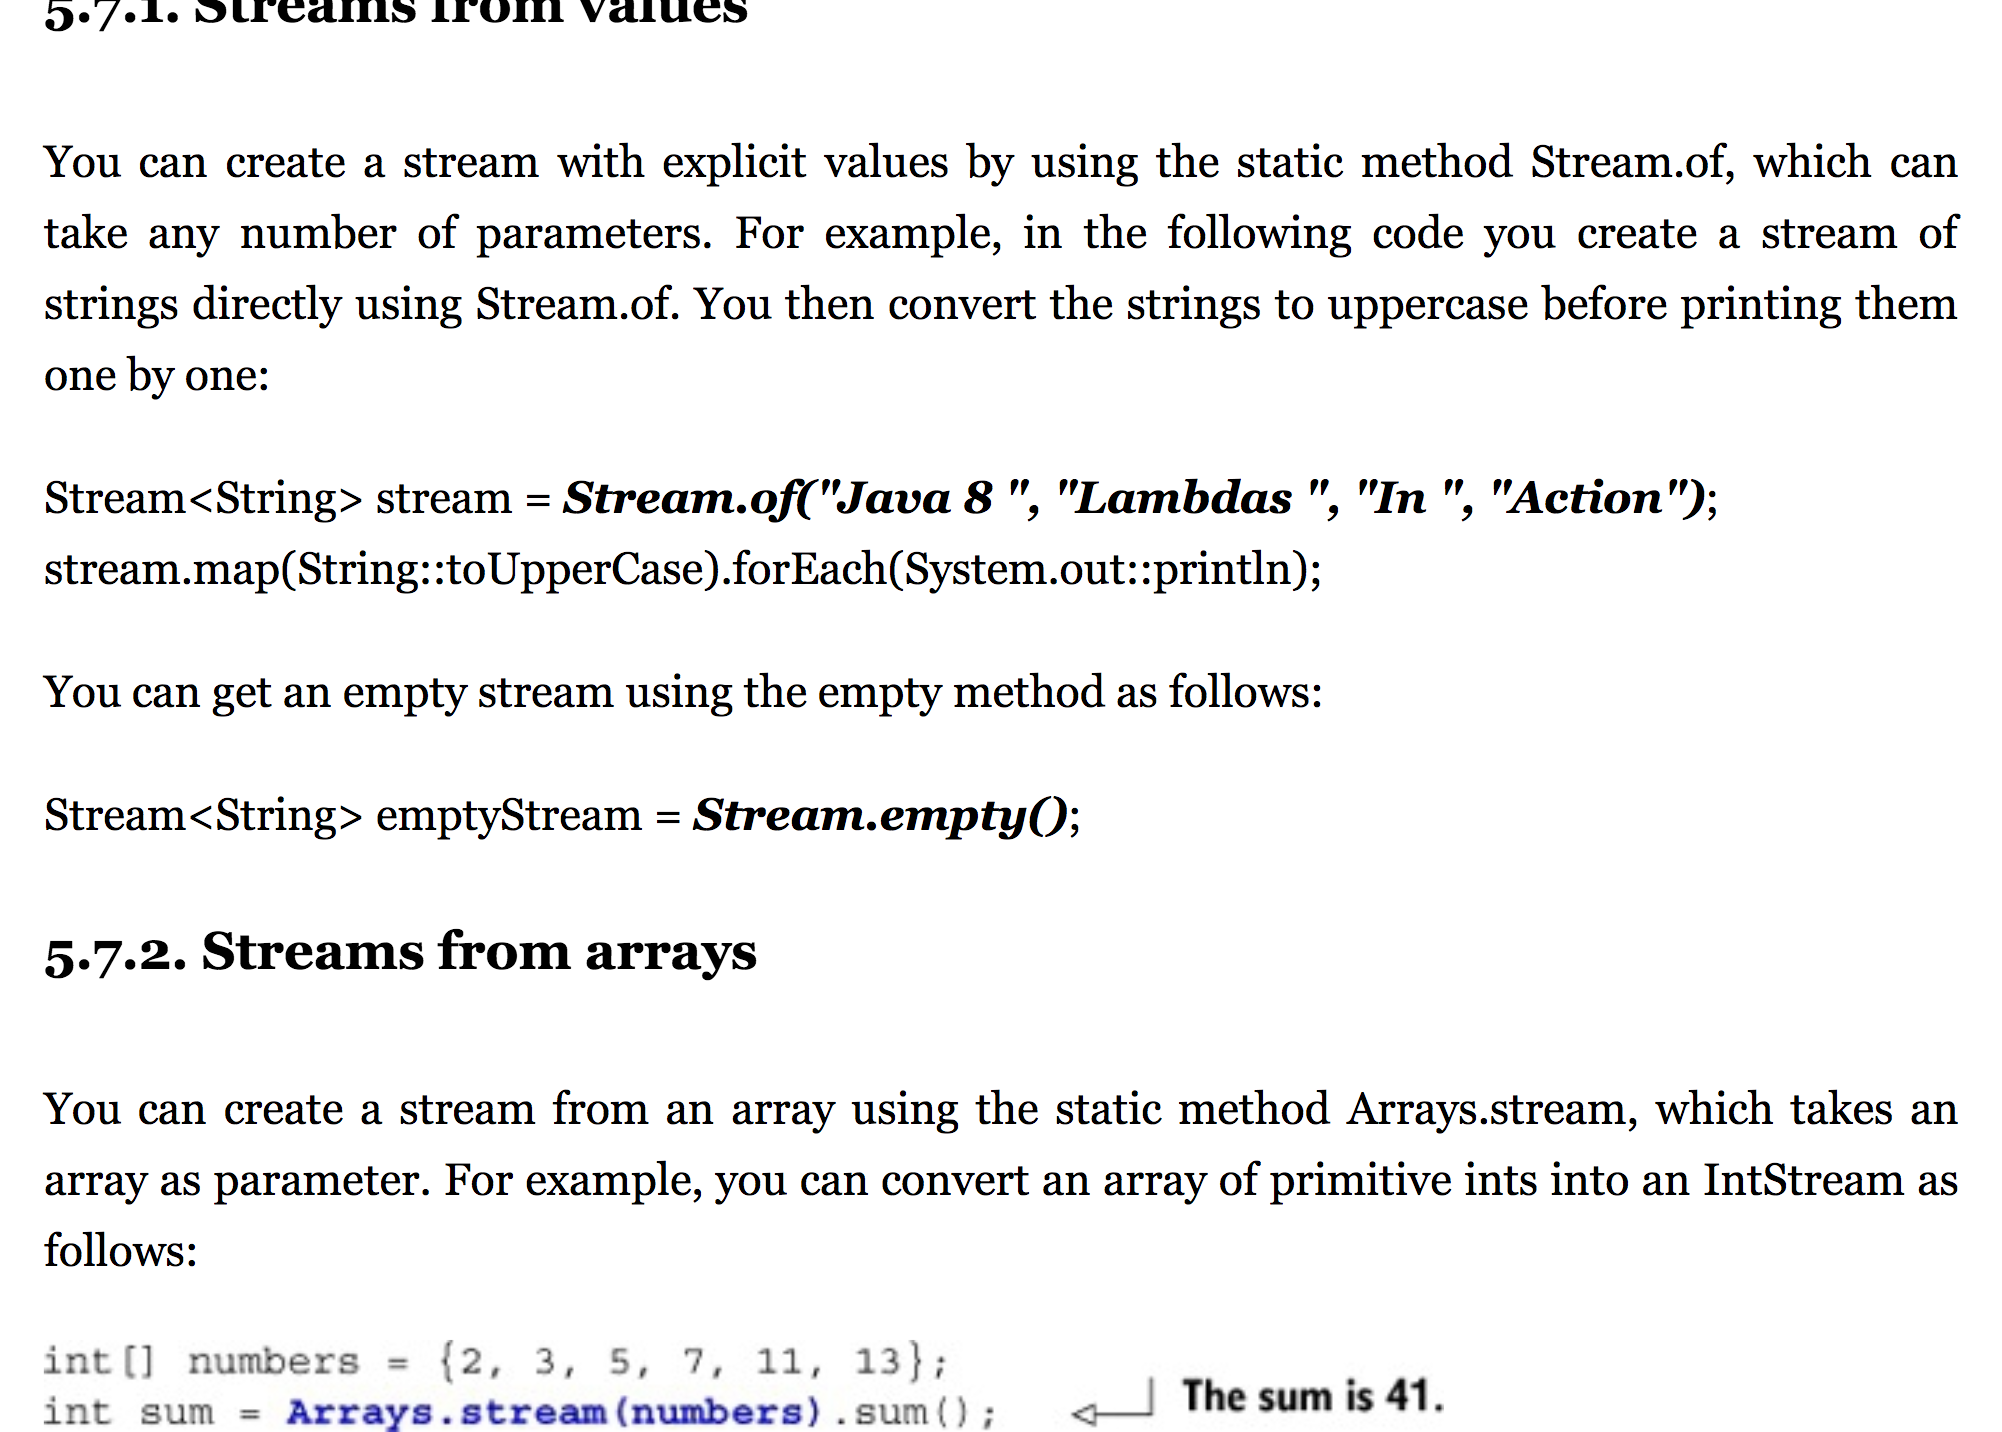 5.7.1. Streams from values
You can create a stream with explicit values by using the static method Stream.of, which can
take any number of parameters. For example, in the following code you create a stream of
strings directly using Stream.of. You then convert the strings to uppercase before printing them
one by one:
Stream<String> stream = Stream.of("Java 8 ", "Lambdas ", "In ", "Action");
stream.map(String::toUpperCase).forEach(System.out::println);
You can get an empty stream using the empty method as follows:
Stream<String> emptyStream = Stream.empty();
5.7.2. Streams from arrays
You can create a stream from an array using the static method Arrays.stream, which takes an
array as parameter. For example, you can convert an array of primitive ints into an IntStream as
follows:
int[] numbers = {2, 3, 5, 7, 11, 13};
int sum = Arrays.stream(numbers).sum();
The sum is 41.